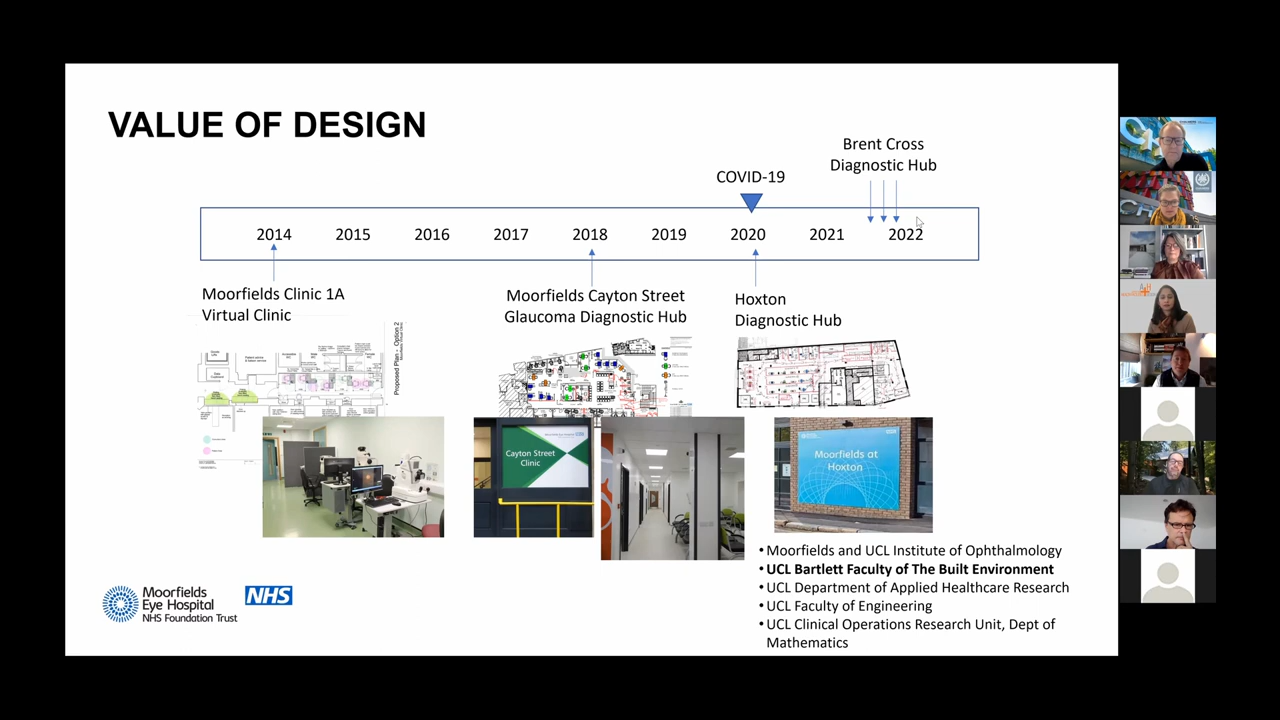 VALUE OF DESIGN
Brent Cross
Diagnostic Hub
COVID-19
2014 2015 2016 2017 2018 2019 2020 2021 2022
Moorfields Clinic 1A
Virtual Clinic
Moorfields Cayton Street
Glaucoma Diagnostic Hub
Hoxton
Diagnostic Hub
Proposed Plan - Option 2
Cayton Street
Clinic
Moorfields at
Hoxton
• Moorfields and UCL Institute of Ophthalmology
• UCL Bartlett Faculty of The Built Environment
• UCL Department of Applied Healthcare Research
• UCL Faculty of Engineering
• UCL Clinical Operations Research Unit, Dept of
Mathematics
Moorfields
Eye Hospital
NHS Foundation Trust
NHS